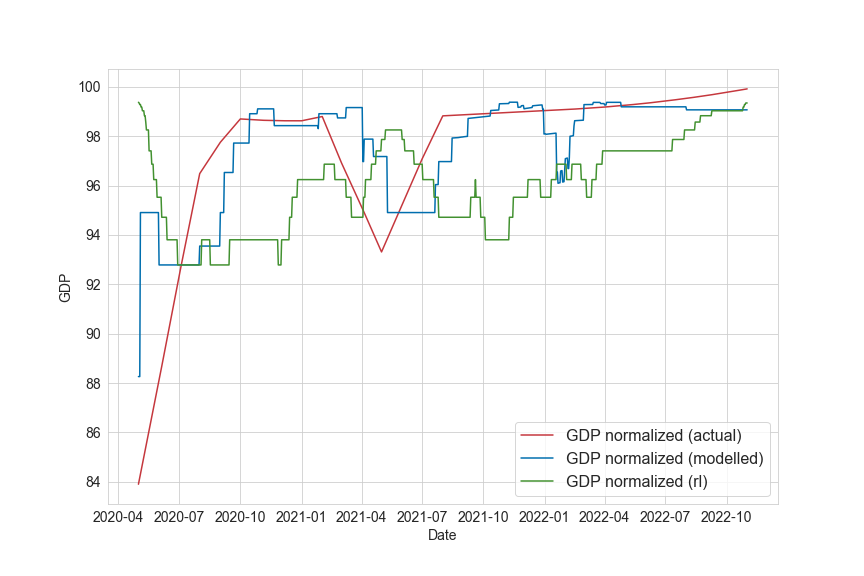 100
98
96
94
92
90
88
86
84
GDP
GDP normalized (actual)
GDP normalized (modelled)
GDP normalized (rl)
2020-04 2020-07 2020-10 2021-01 2021-04 2021-07 2021-10 2022-01 2022-04 2022-07 2022-10
Date